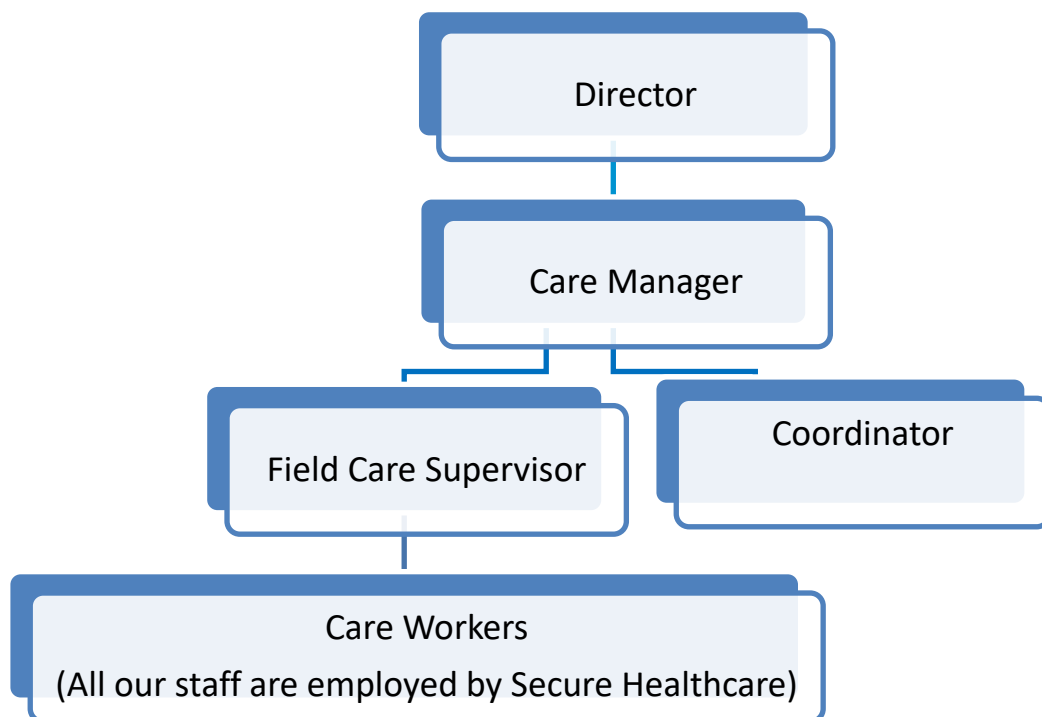 Director
Care Manager
Field Care Supervisor
Coordinator
Care Workers
(All our staff are employed by Secure Healthcare)